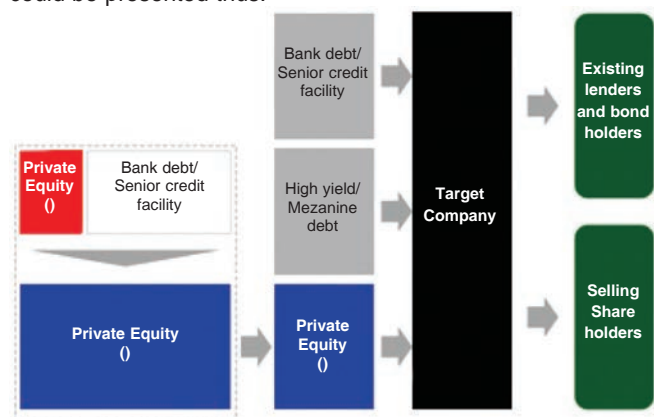 could be presented thus:
Bank debt/
Senior credit
facility
Existing
lenders
and bond
holders
Private
Equity
()
Bank debt/
Senior credit
facility
High yield/
Mezanine
debt
Target
Company
Private Equity
()
Private
Equity
()
Selling
Share
holders